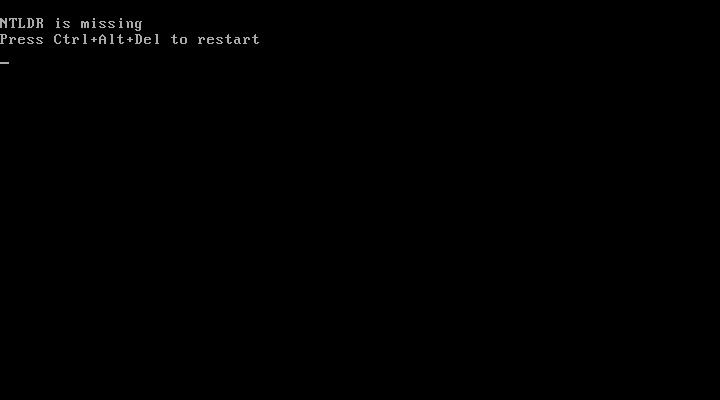 NTLDR is missing
Press Ctrl+Alt+Del to restart
_